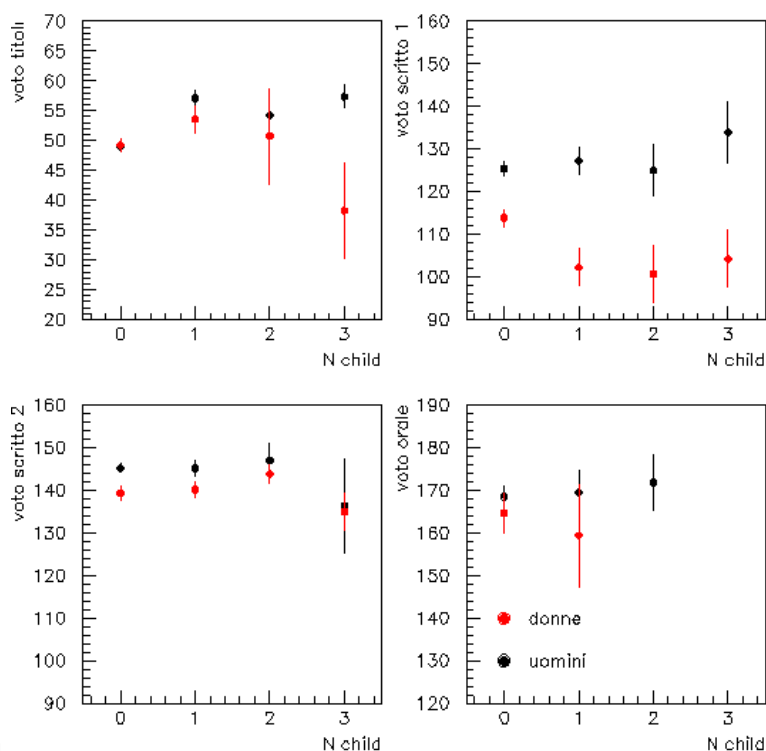 voto titoli
70
65
60
55
50
45
40
35
30
25
20
0 1 2 3
N child
voto scritto 1
160
150
140
130
120
110
100
90
0 1 2 3
N child
voto scritto 2
160
150
140
130
120
110
100
90
0 1 2 3
N child
voto orale
190
180
170
160
150
140
130
120
donne
uomini
0 1 2 3
N child